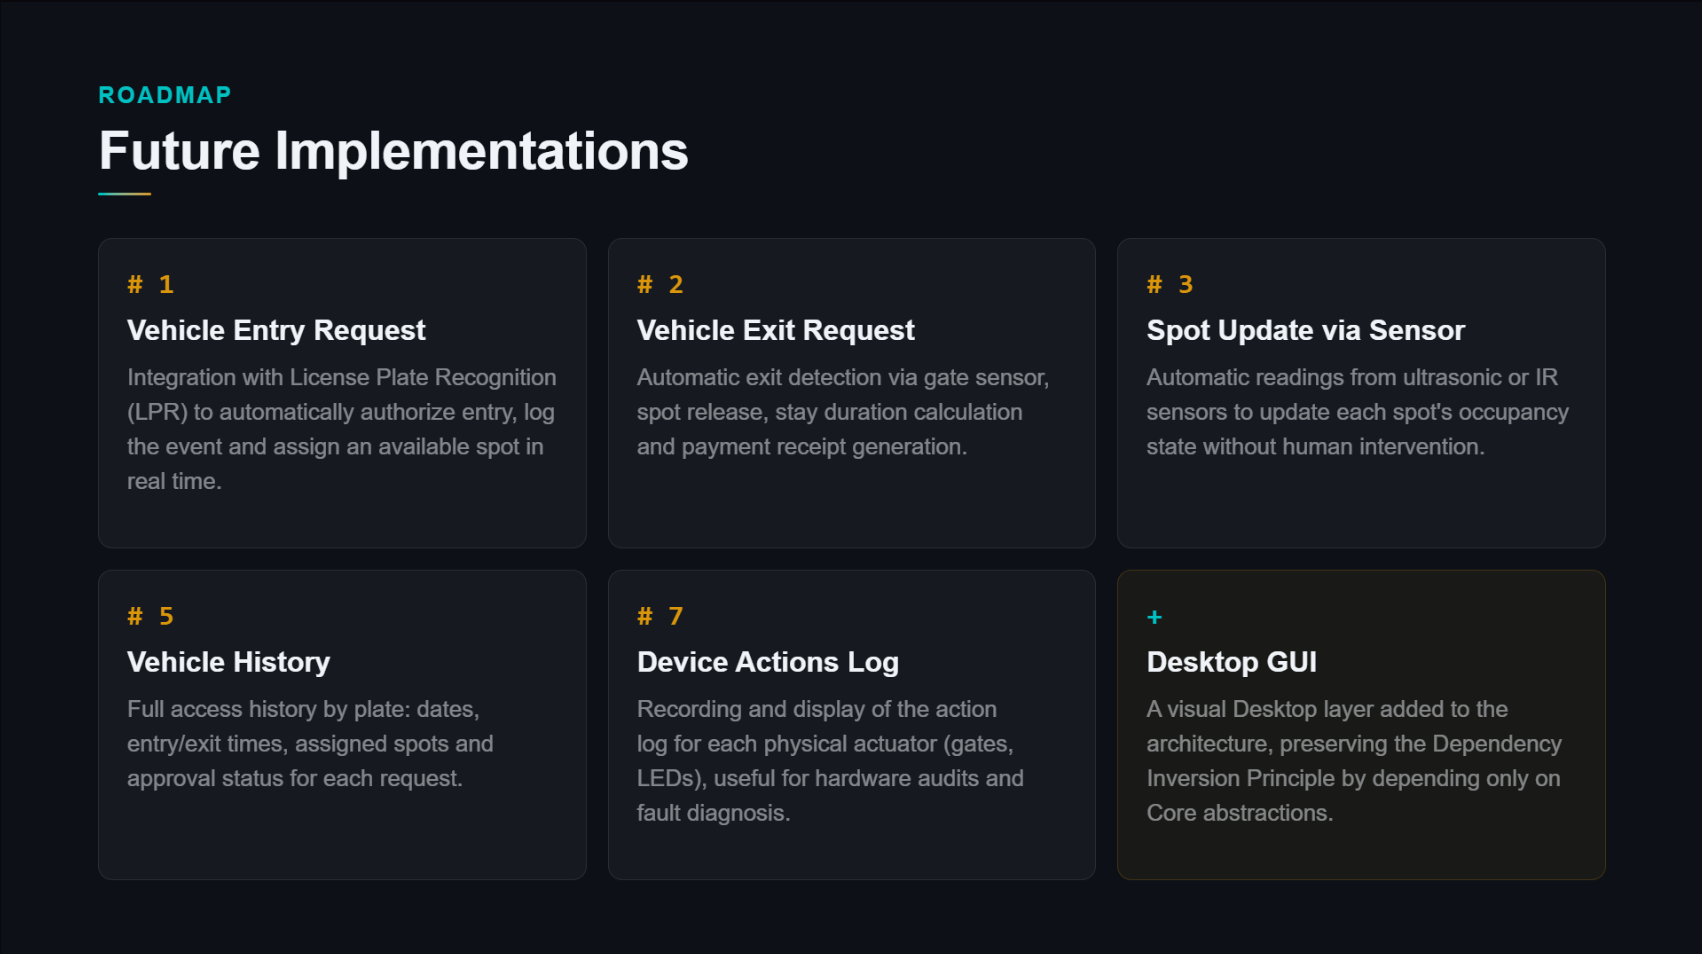 ROADMAP
Future Implementations
# 1
Vehicle Entry Request
Integration with License Plate Recognition
(LPR) to automatically authorize entry, log
the event and assign an available spot in
real time.
# 2
Vehicle Exit Request
Automatic exit detection via gate sensor,
spot release, stay duration calculation
and payment receipt generation.
# 3
Spot Update via Sensor
Automatic readings from ultrasonic or IR
sensors to update each spot's occupancy
state without human intervention.
# 5
Vehicle History
Full access history by plate: dates,
entry/exit times, assigned spots and
approval status for each request.
# 7
Device Actions Log
Recording and display of the action
log for each physical actuator (gates,
LEDs), useful for hardware audits and
fault diagnosis.
+
Desktop GUI
A visual Desktop layer added to the
architecture, preserving the Dependency
Inversion Principle by depending only on
Core abstractions.